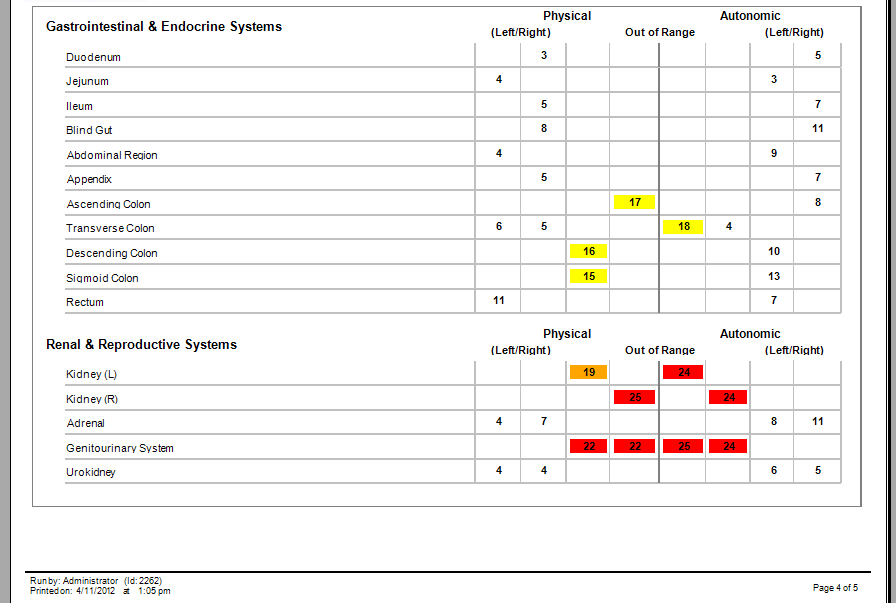 Physical Autonomic
Gastrointestinal & Endocrine Systems (Left/Right) Out of Range (Left/Right)
Duodenum 3 5
Jejunum 4 3
Ileum 5 7
Blind Gut 8 11
Abdominal Region 4 9
Appendix 5 7
Ascending Colon 17 8
Transverse Colon 6 5 18 4
Descending Colon 16 10
Sigmoid Colon 15 13
Rectum 11 7
Physical Autonomic
Renal & Reproductive Systems (Left/Right) Out of Range (Left/Right)
Kidney (L) 19 24
Kidney (R) 25 24
Adrenal 4 7 8 11
Genitourinary System 22 22 25 24
Urokidney 4 4 6 5
Run by: Administrator (Id: 2262)
Printed on: 4/11/2012 at 1:05 pm Page 4 of 5